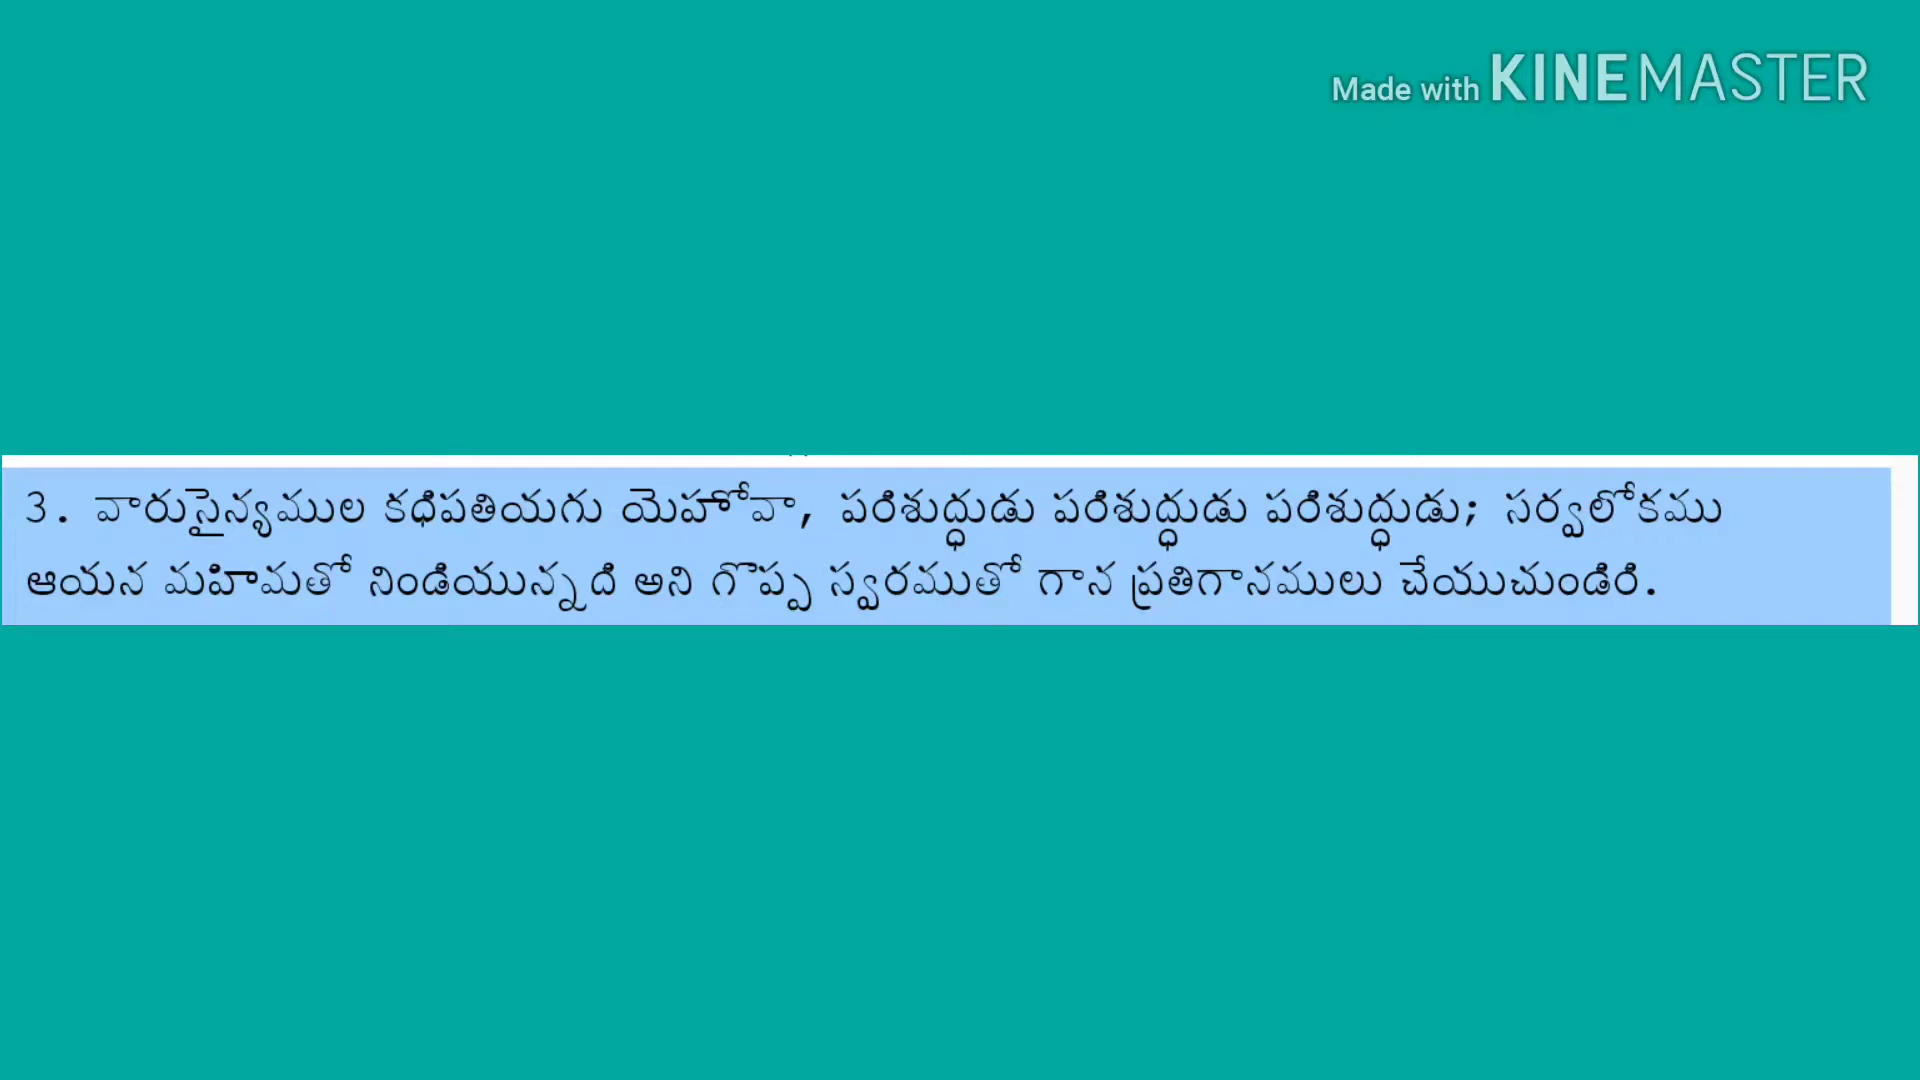 Made with KINEMASTER
3. వారుసైన్యముల కధిపతియగు యెహోవా, పరిశుద్ధుడు పరిశుద్ధుడు పరిశుద్ధుడు; సర్వలోకము
ఆయన మహిమతో నిండియున్నది అని గొప్ప స్వరముతో గాన ప్రతిగానములు చేయుచుండిరి.